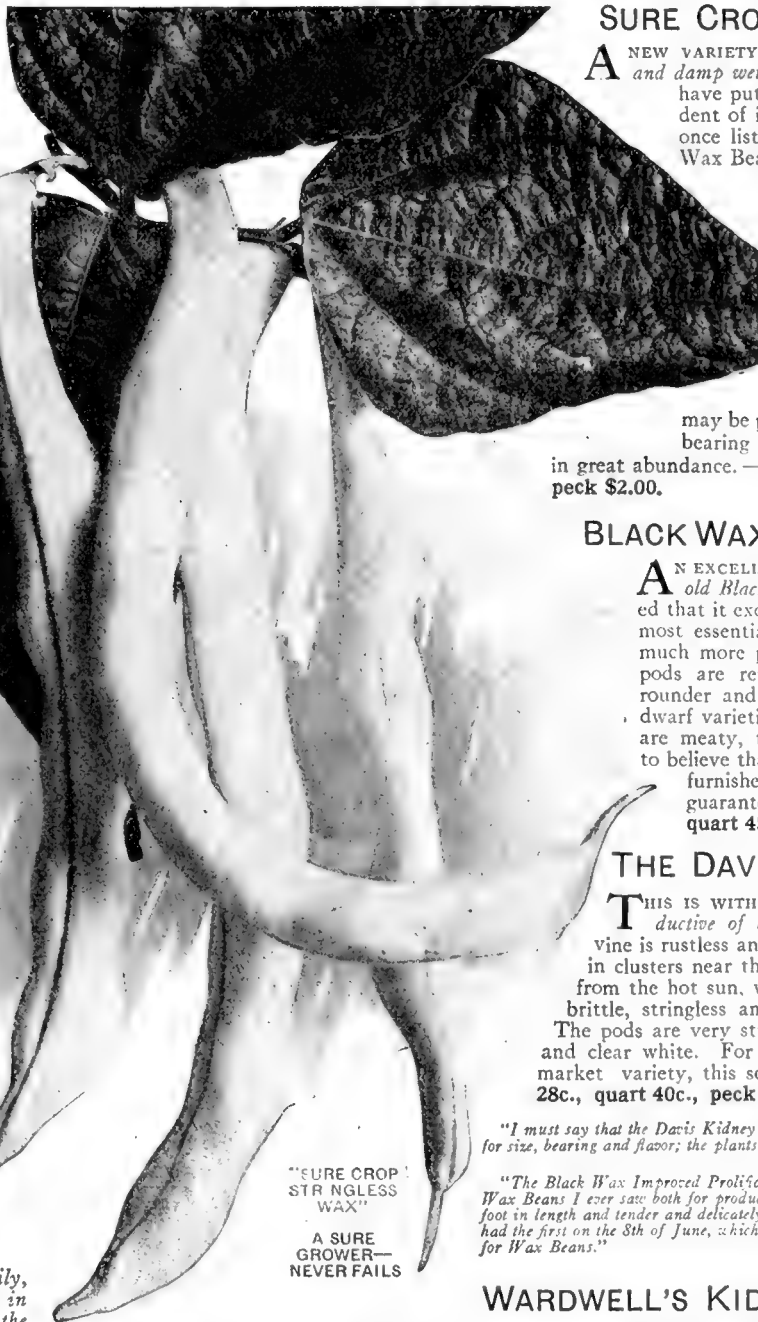 SURE CRO
A NEW VARIETY
and damp we
have put
dent of i
once list
Wax Bea
may be
bearing
in great abundance.—
peck $2.00.
BLACK WAX
AN EXCELL
old Blac
ed that it exc
most essentia
much more p
pods are re
rounder and
dwarf varieti
are meaty, t
to believe tha
furnishe
guarant
quart 4
THE DAV
THIS IS WITH
ductive of
vine is rustless an
in clusters near th
from the hot sun, w
brittle, stringless an
The pods are very st
and clear white. For
market variety, this s
28c., quart 40c., peck
"I must say that the Davis Kidney
for size, bearing and flavor; the plants
"The Black Wax Improved Prolific
Wax Beans I ever saw both for produ
foot in length and tender and delicately
had the first on the 8th of June, which
for Wax Beans."
WARDWELL'S KID
"SURE CROP
STR NGLESS
WAX"
A SURE
GROWER—
NEVER FAILS
ily,
in
the